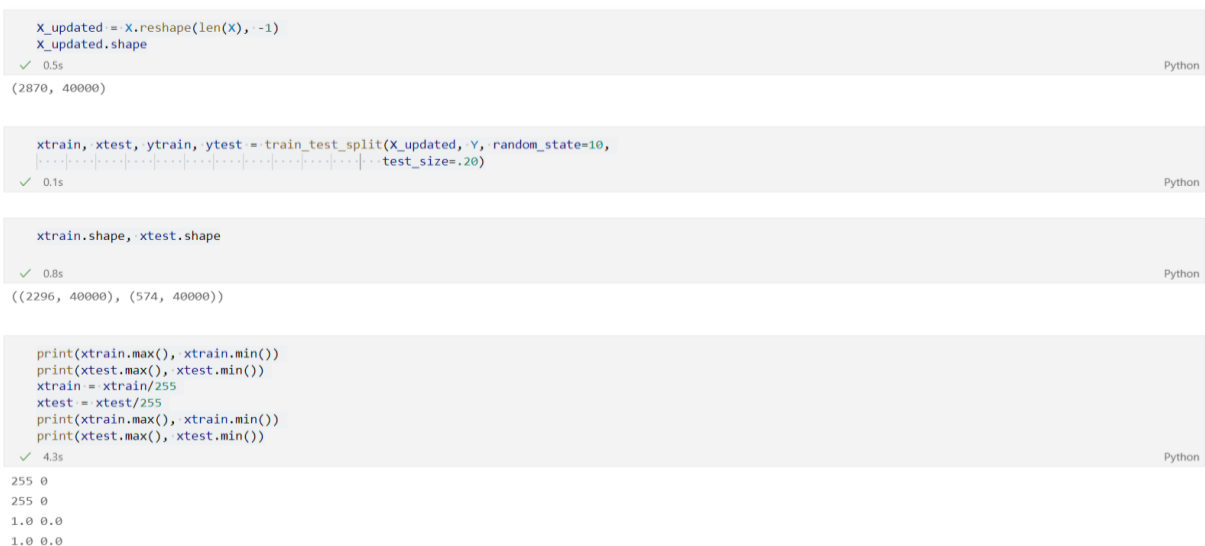 X_updated = X.reshape(len(X), -1)
X_updated.shape
✓ 0.5s Python
(2870, 40000)
xtrain, xtest, ytrain, ytest = train_test_split(X_updated, Y, random_state=10,
test_size=.20)
✓ 0.1s Python
xtrain.shape, xtest.shape
✓ 0.8s Python
((2296, 40000), (574, 40000))
print(xtrain.max(), xtrain.min())
print(xtest.max(), xtest.min())
xtrain = xtrain/255
xtest = xtest/255
print(xtrain.max(), xtrain.min())
print(xtest.max(), xtest.min())
✓ 4.3s Python
255 0
255 0
1.0 0.0
1.0 0.0